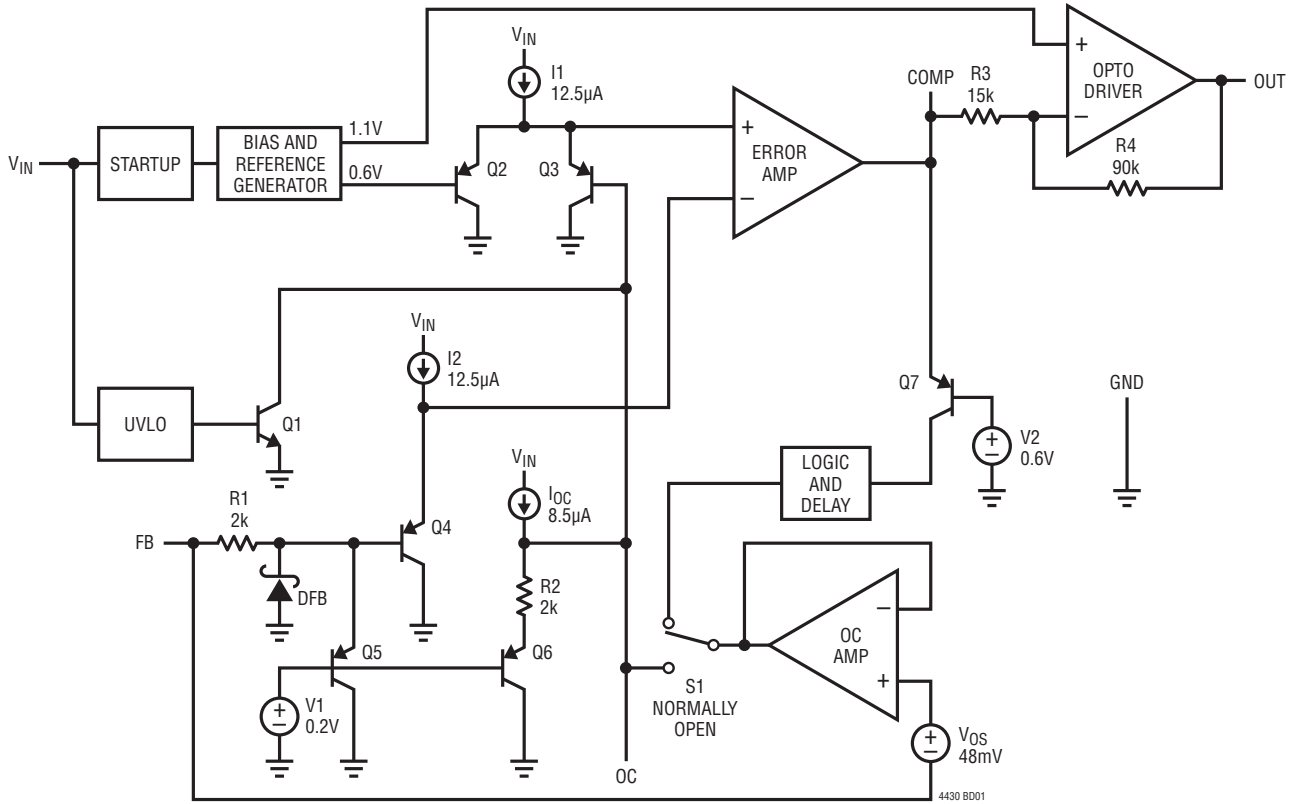 VIN
I1
12.5µA
COMP
R3
15k
+
OPTO
DRIVER
−
OUT
R4
90k
VIN
STARTUP
BIAS AND
REFERENCE
GENERATOR
1.1V
0.6V
Q2
Q3
+
ERROR
AMP
−
VIN
I2
12.5µA
UVLO
Q1
Q7
GND
+
−
V2
0.6V
VIN
IOC
8.5µA
LOGIC
AND
DELAY
R1
2k
FB
Q4
DFB
R2
2k
−
OC
AMP
+
Q5
Q6
S1
NORMALLY
OPEN
+
−
V1
0.2V
+
−
VOS
48mV
OC
4430 BD01